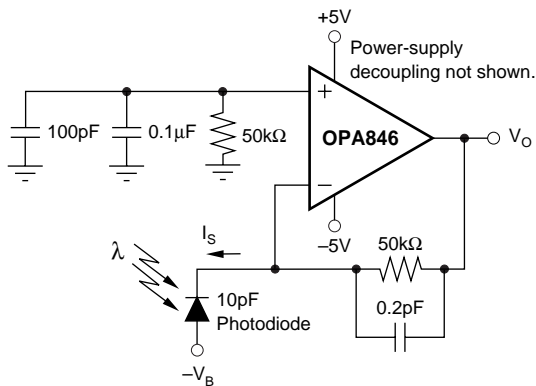 +5V
Power-supply
decoupling not shown.
+
OPA846
100pF
0.1µF
50kΩ
V_O
−
−5V
I_S
50kΩ
λ
10pF
Photodiode
0.2pF
−V_B